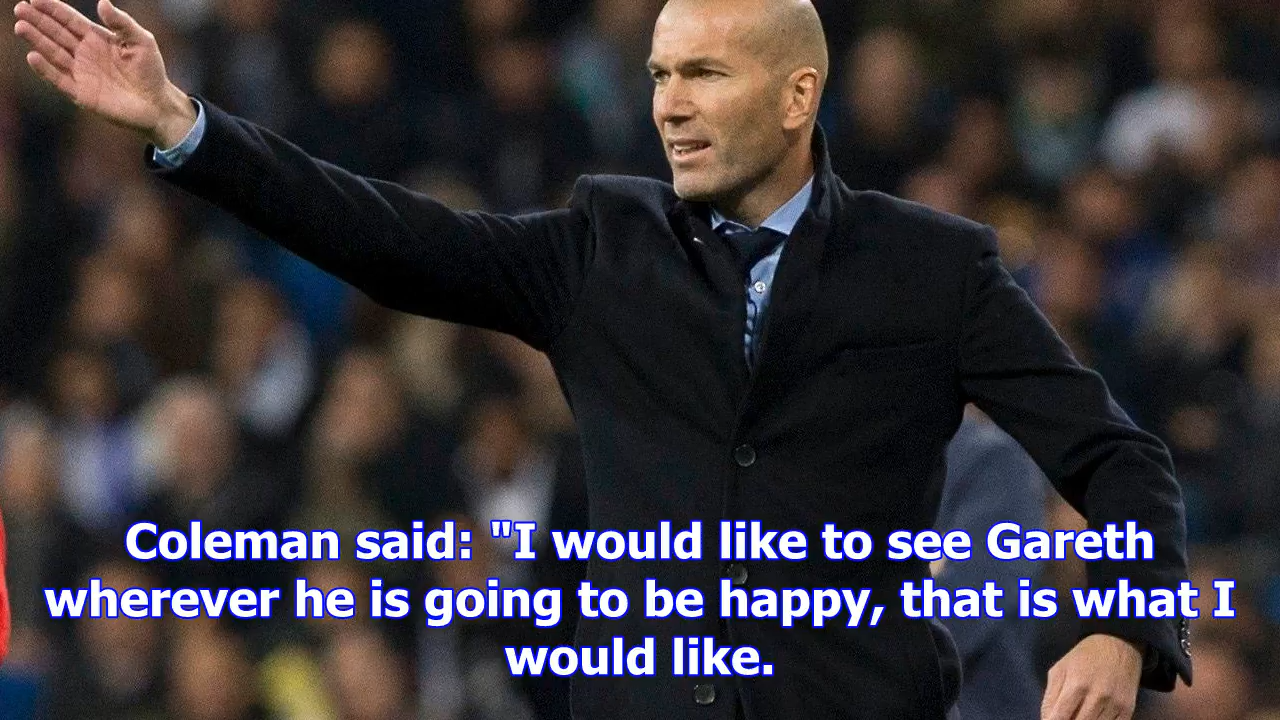 Coleman said: "I would like to see Gareth
wherever he is going to be happy, that is what I
would like.